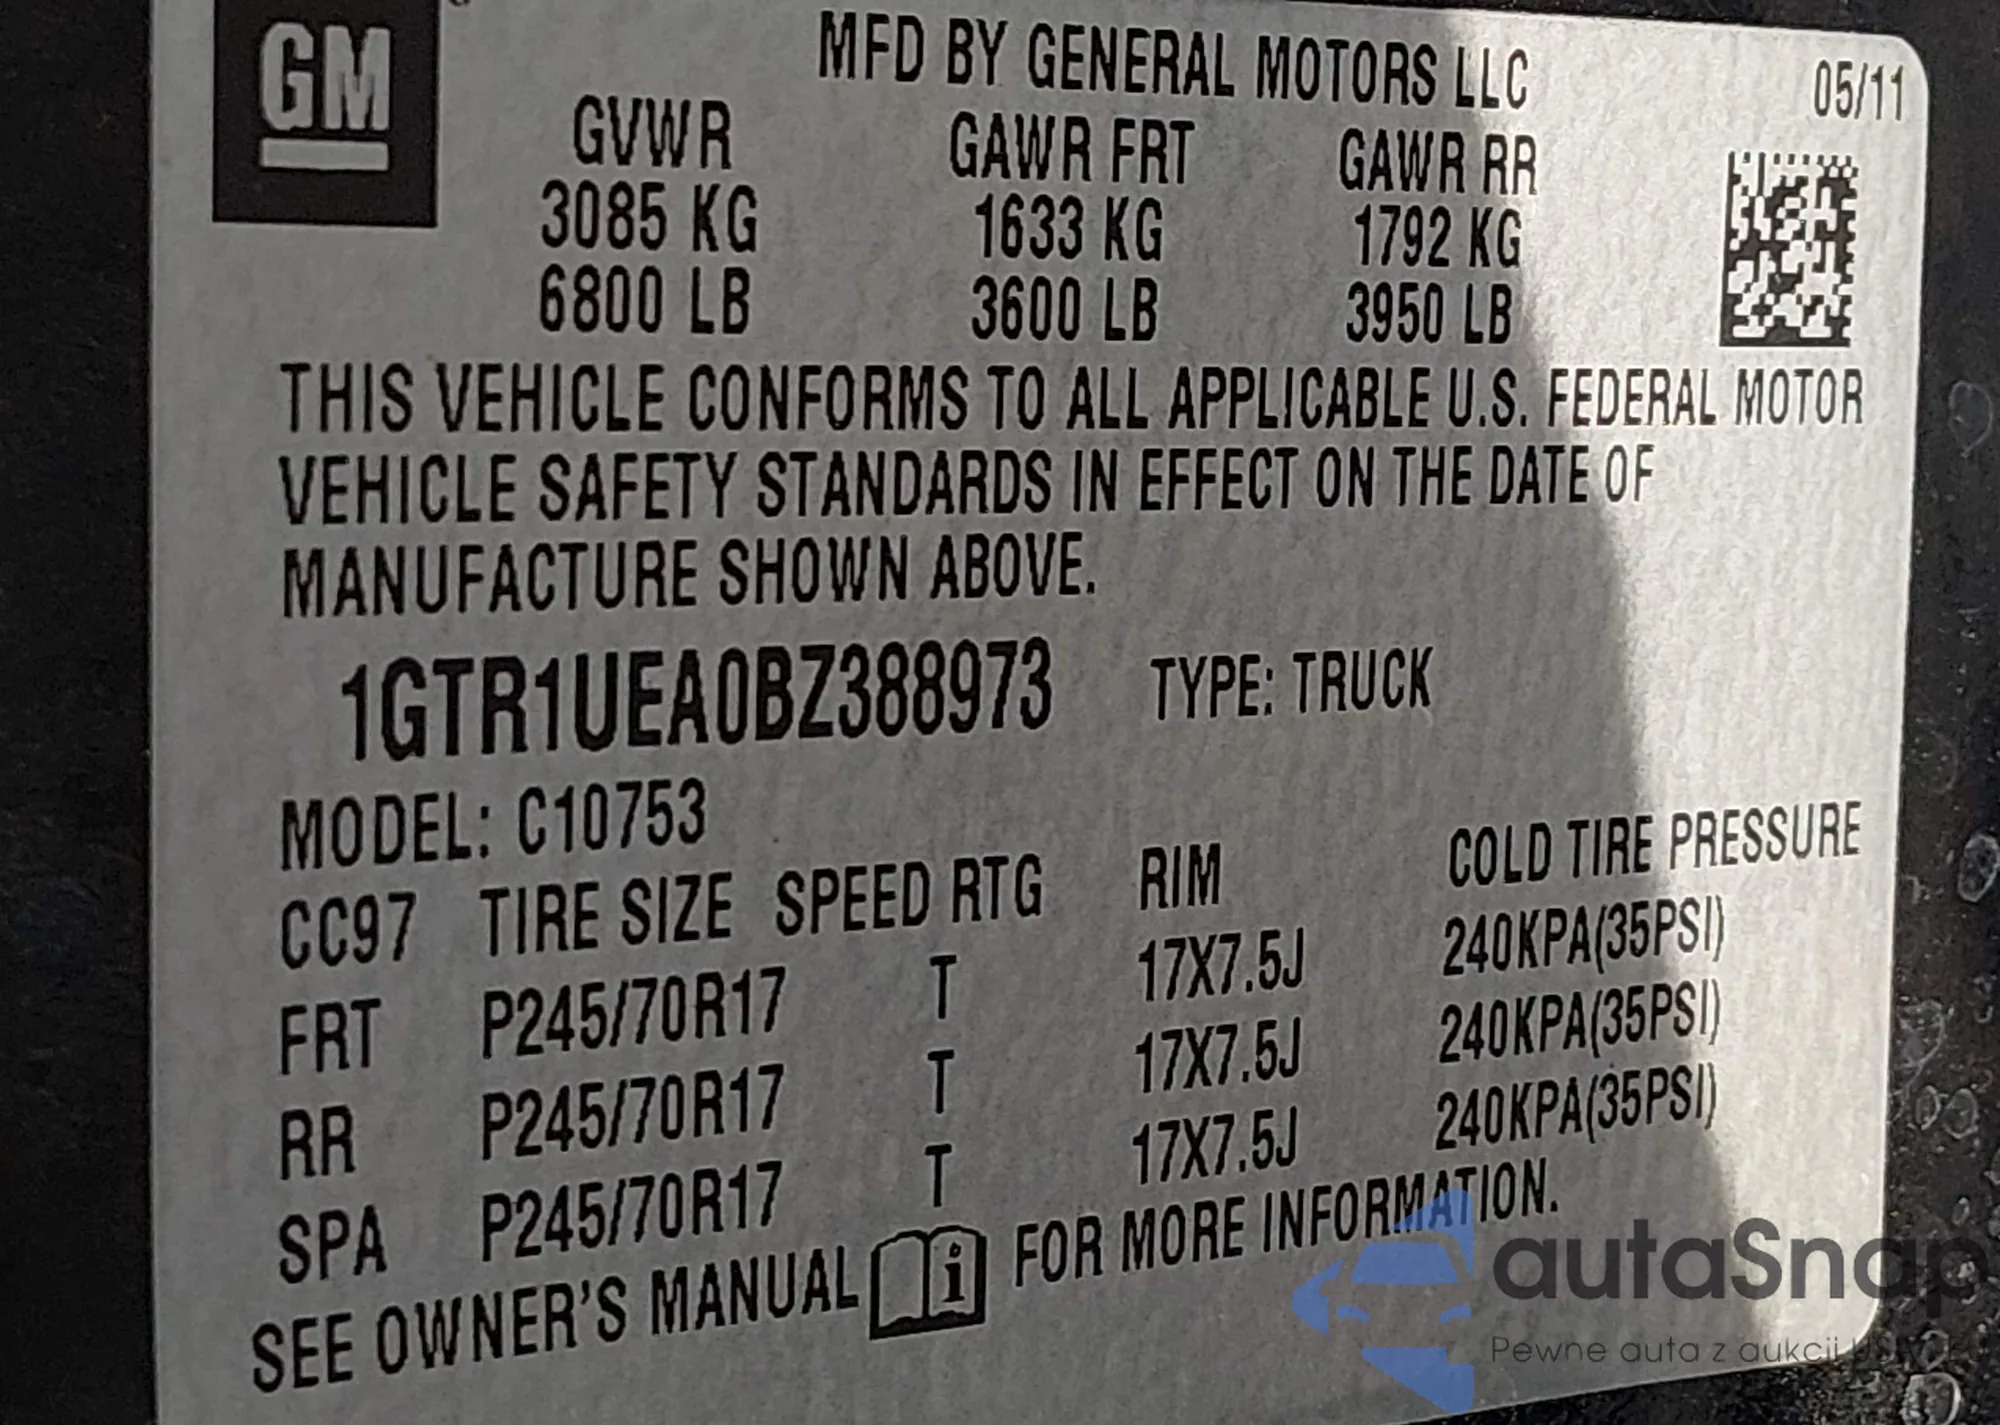 GM
MFD BY GENERAL MOTORS LLC 05/11
GVWR GAWR FRT GAWR RR
3085 KG 1633 KG 1792 KG
6800 LB 3600 LB 3950 LB
THIS VEHICLE CONFORMS TO ALL APPLICABLE U.S. FEDERAL MOTOR
VEHICLE SAFETY STANDARDS IN EFFECT ON THE DATE OF
MANUFACTURE SHOWN ABOVE.
1GTR1UEA0BZ388973 TYPE: TRUCK
MODEL: C10753
CC97 TIRE SIZE SPEED RTG RIM COLD TIRE PRESSURE
FRT P245/70R17 T 17X7.5J 240KPA(35PSI)
RR P245/70R17 T 17X7.5J 240KPA(35PSI)
SPA P245/70R17 T 17X7.5J 240KPA(35PSI)
SEE OWNER'S MANUAL i FOR MORE INFORMATION.
autaSnap
Pewne auta z aukcji